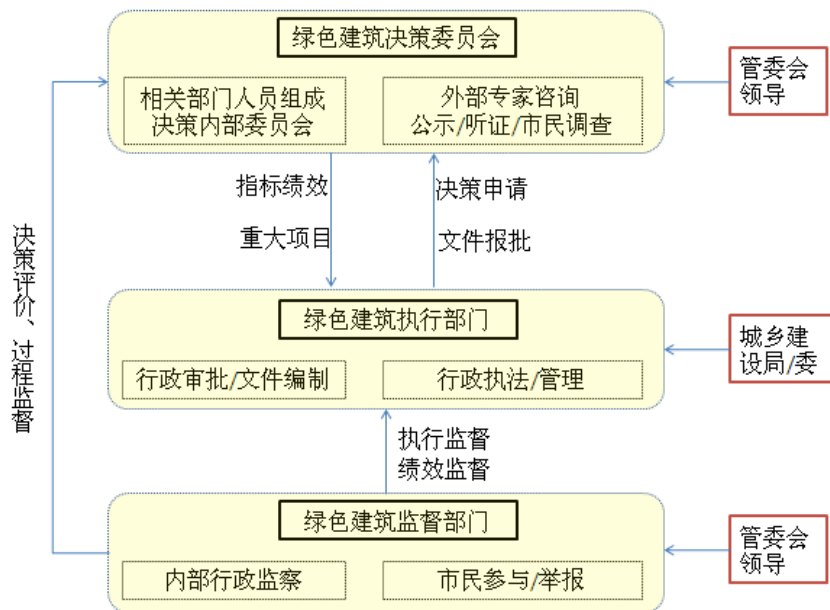 绿色建筑决策委员会
相关部门人员组成
决策内部委员会
外部专家咨询
公示/听证/市民调查
管委会
领导
指标绩效
重大项目
决策申请
文件报批
决策评价、过程监督
绿色建筑执行部门
行政审批/文件编制
行政执法/管理
城乡建
设局/委
执行监督
绩效监督
绿色建筑监督部门
内部行政监察
市民参与/举报
管委会
领导